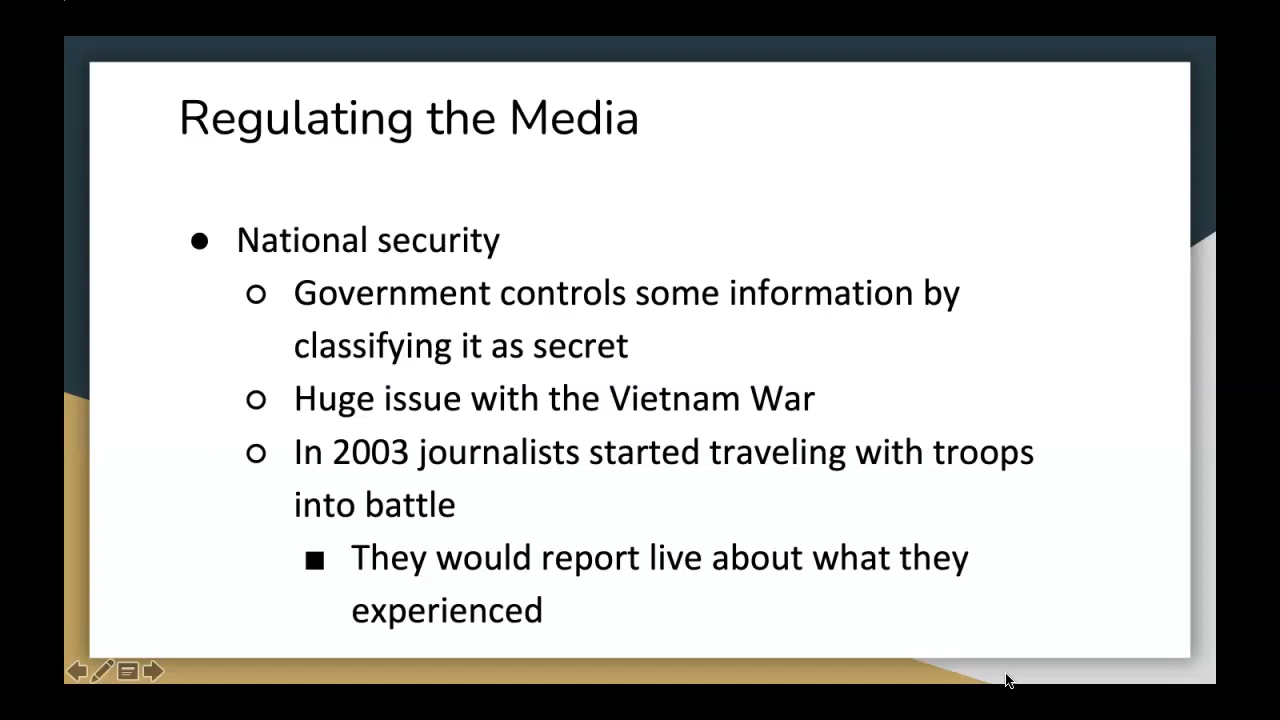 Regulating the Media
● National security
○ Government controls some information by
classifying it as secret
○ Huge issue with the Vietnam War
○ In 2003 journalists started traveling with troops
into battle
■ They would report live about what they
experienced